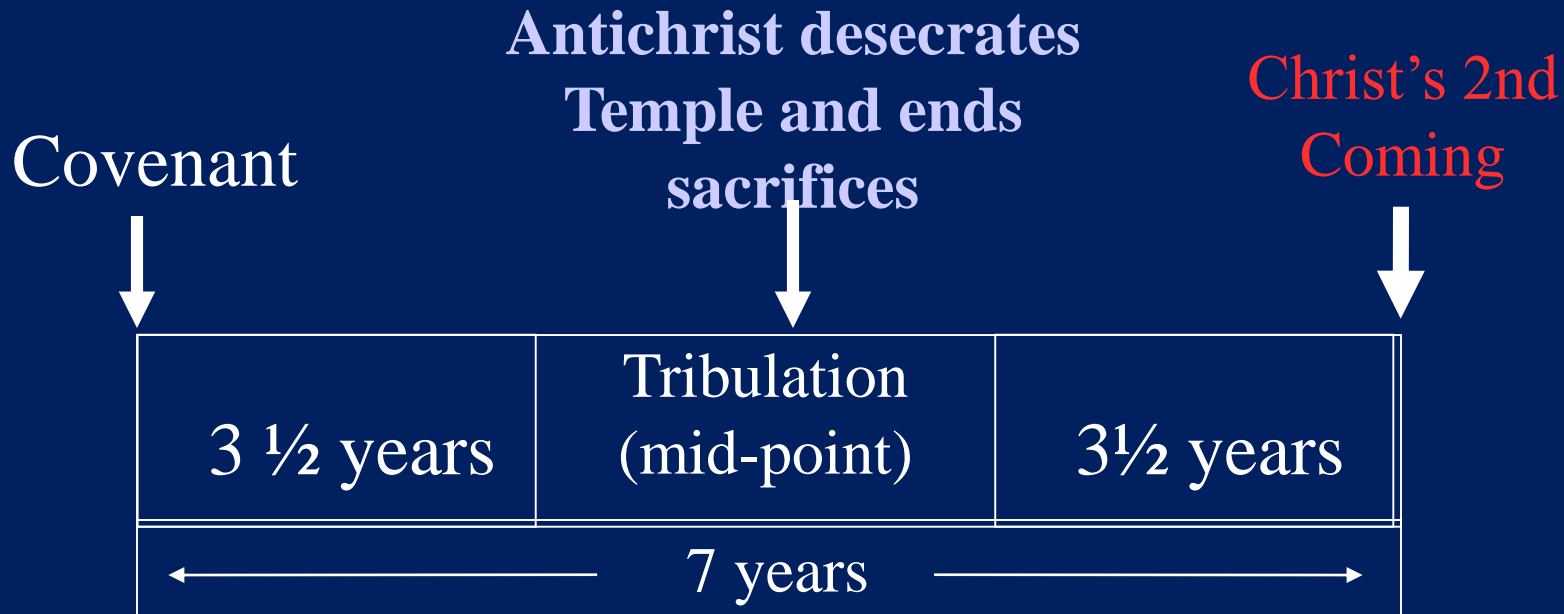 Antichrist desecrates
Temple and ends
sacrifices
Christ’s 2nd
Coming
Covenant
3 ½ years
Tribulation
(mid-point)
3½ years
7 years